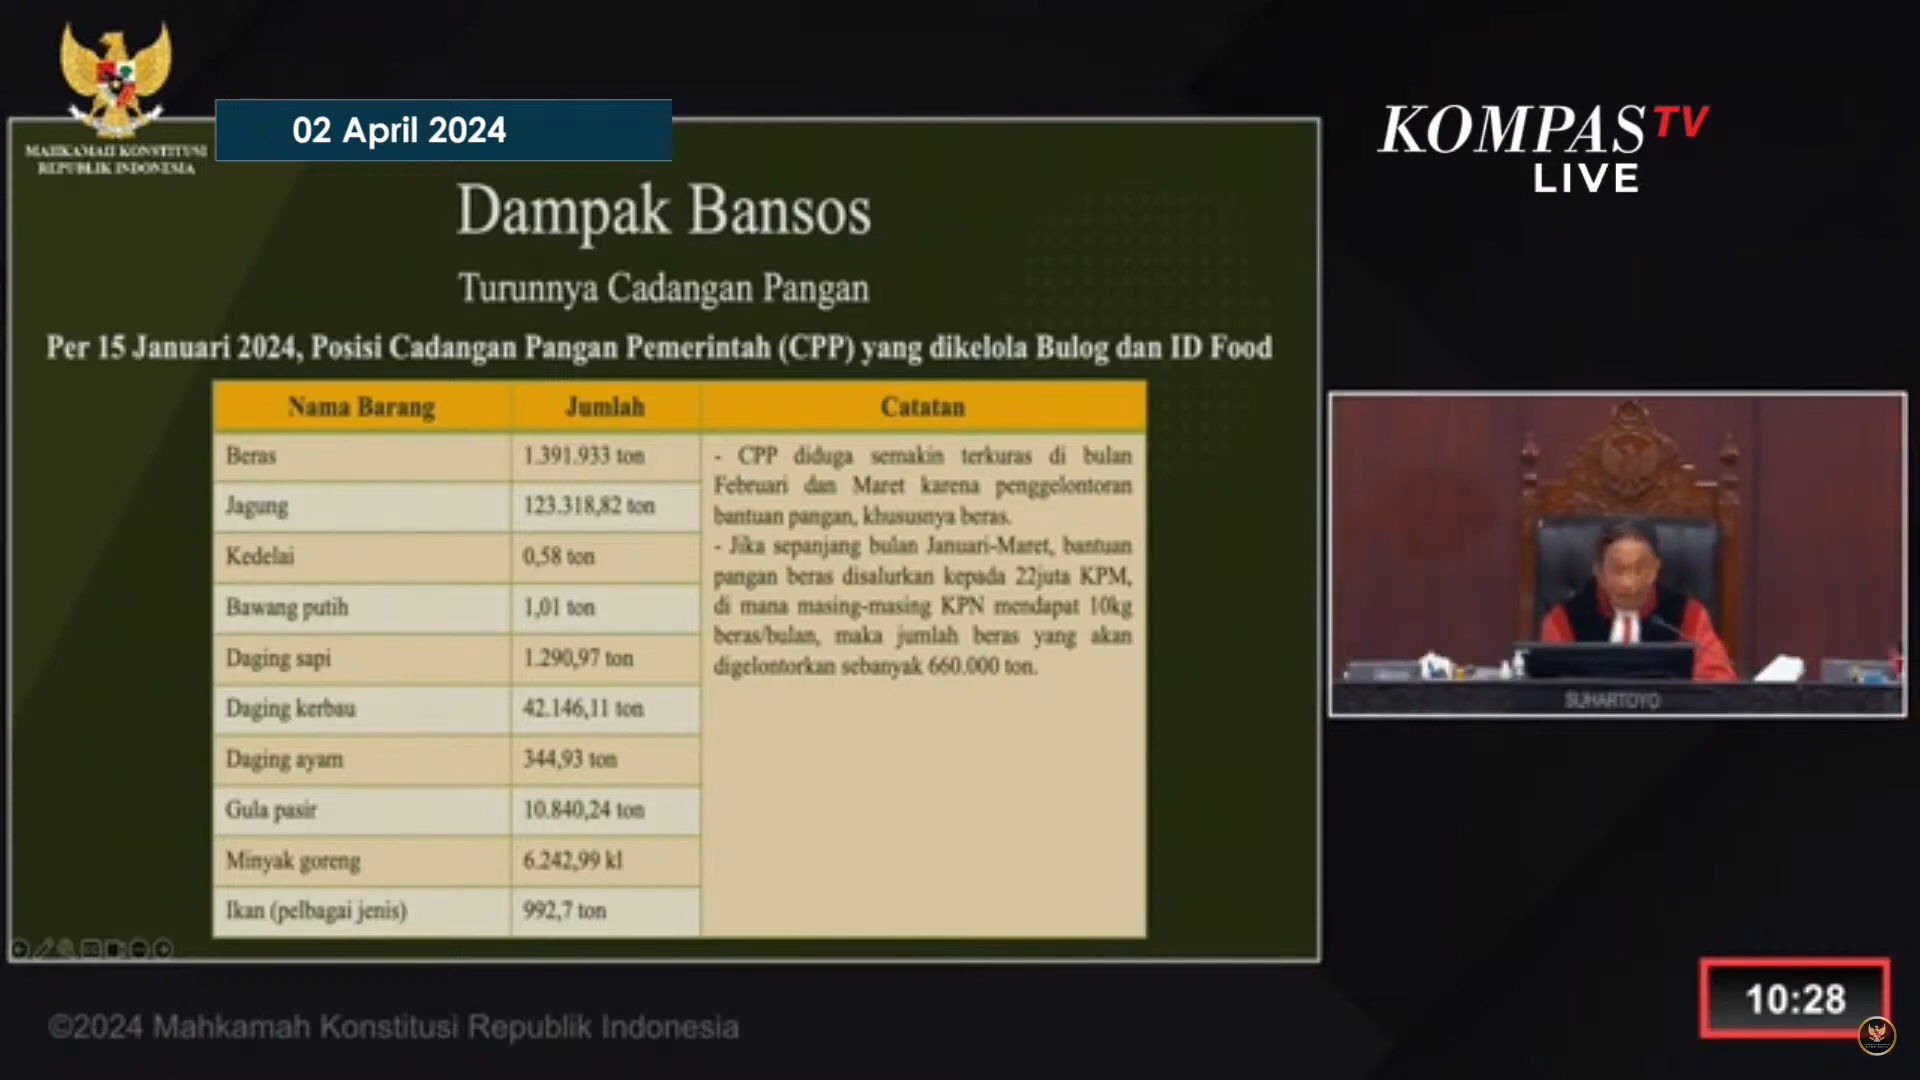 MAHKAMAH KONSTITUSI
REPUBLIK INDONESIA
02 April 2024
KOMPAS TV
LIVE
Dampak Bansos
Turunnya Cadangan Pangan
Per 15 Januari 2024, Posisi Cadangan Pangan Pemerintah (CPP) yang dikelola Bulog dan ID Food
Nama Barang Jumlah Catatan
Beras 1.391.933 ton
Jagung 123.318,82 ton
Kedelai 0,58 ton
Bawang putih 1,01 ton
Daging sapi 1.290,97 ton
Daging kerbau 42.146,11 ton
Daging ayam 344,93 ton
Gula pasir 10.840,24 ton
Minyak goreng 6.242,99 kl
Ikan (pelbagai jenis) 992,7 ton
- CPP diduga semakin terkuras di bulan
Februari dan Maret karena penggelontoran
bantuan pangan, khususnya beras.
- Jika sepanjang bulan Januari-Maret, bantuan
pangan beras disalurkan kepada 22juta KPM,
di mana masing-masing KPN mendapat 10kg
beras/bulan, maka jumlah beras yang akan
digelontorkan sebanyak 660.000 ton.
SUHARTOYO
10:28
©2024 Mahkamah Konstitusi Republik Indonesia